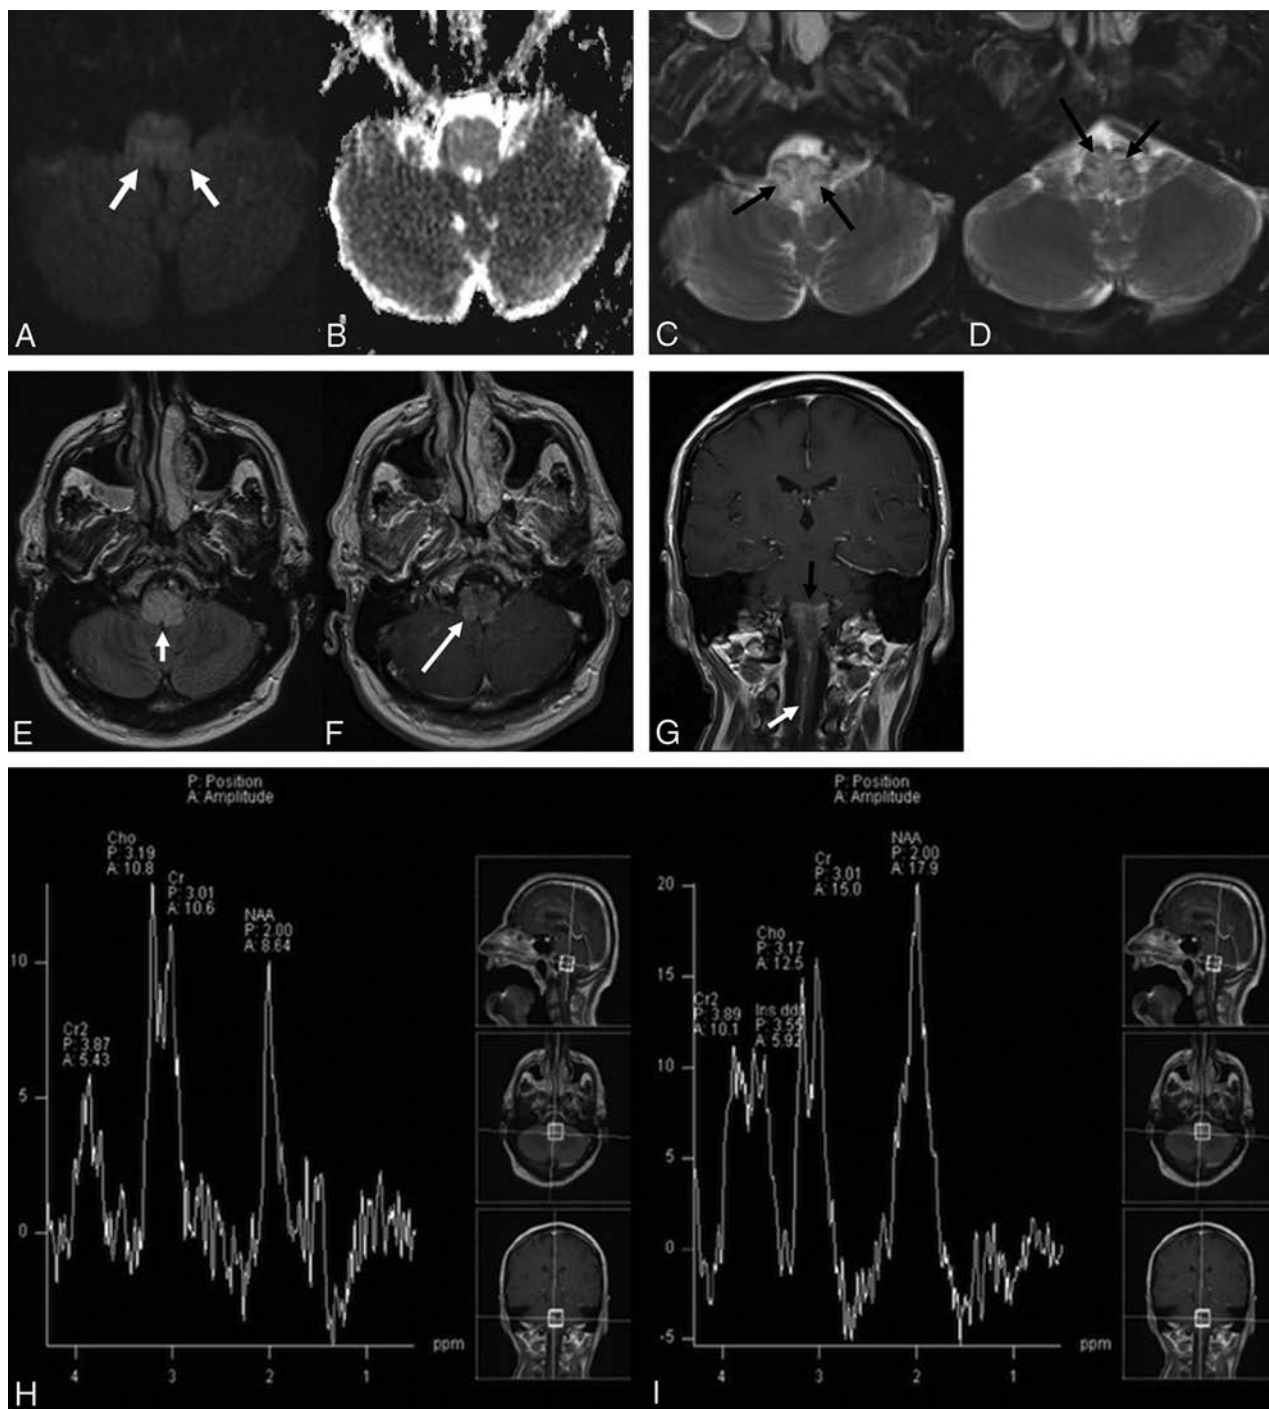 A
B
C
D
E
F
G
P: Position
A: Amplitude
Cho
P: 3.19
A: 10.8
Cr
P: 3.01
A: 10.6
NAA
P: 2.00
A: 8.64
10
Cr2
P: 3.87
A: 5.43
5
0
ppm
4
3
2
1
H
P: Position
A: Amplitude
NAA
P: 2.00
A: 17.9
Cr
P: 3.01
A: 15.0
20
Cho
P: 3.17
A: 12.5
15
Cr2
P: 3.89
A: 10.1
Ins dd
P: 3.55
A: 5.92
10
5
0
-5
ppm
4
3
2
1
I